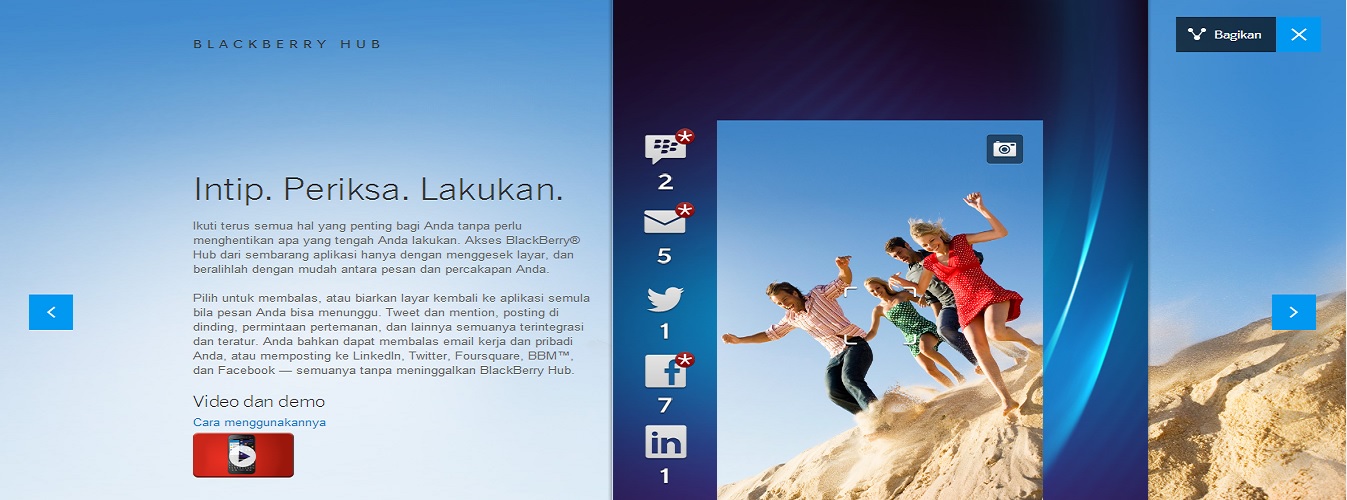 BLACKBERRY HUB
Bagikan
Intip. Periksa. Lakukan.
Ikuti terus semua hal yang penting bagi Anda tanpa perlu
menghentikan apa yang tengah Anda lakukan. Akses BlackBerry®
Hub dari sembarang aplikasi hanya dengan menggesek layar, dan
beralihlah dengan mudah antara pesan dan percakapan Anda.
Pilih untuk membalas, atau biarkan layar kembali ke aplikasi semula
bila pesan Anda bisa menunggu. Tweet dan mention, posting di
dinding, permintaan pertemanan, dan lainnya semuanya terintegrasi
dan teratur. Anda bahkan dapat membalas email kerja dan pribadi
Anda, atau memposting ke LinkedIn, Twitter, Foursquare, BBM™,
dan Facebook — semuanya tanpa meninggalkan BlackBerry Hub.
Video dan demo
Cara menggunakannya
2
5
1
f
7
in
1